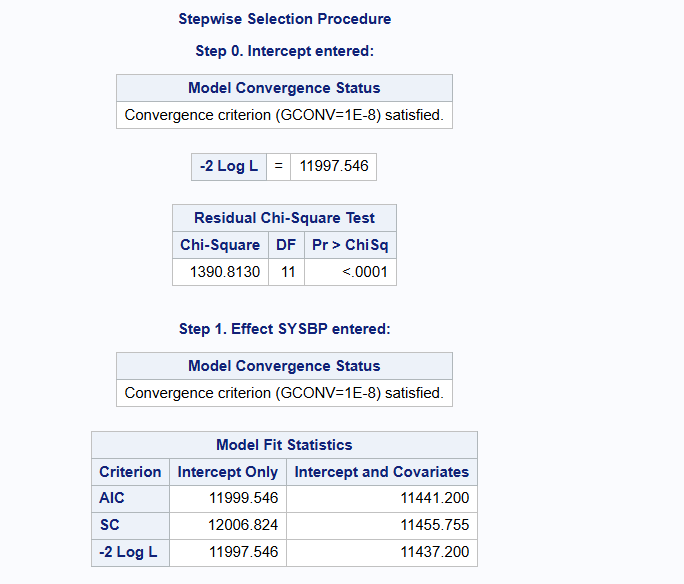 Stepwise Selection Procedure
Step 0. Intercept entered:
Model Convergence Status
Convergence criterion (GCONV=1E-8) satisfied.
-2 Log L = 11997.546
Residual Chi-Square Test
Chi-Square DF Pr > ChiSq
1390.8130 11 <.0001
Step 1. Effect SYSBP entered:
Model Convergence Status
Convergence criterion (GCONV=1E-8) satisfied.
Model Fit Statistics
Criterion Intercept Only Intercept and Covariates
AIC 11999.546 11441.200
SC 12006.824 11455.755
-2 Log L 11997.546 11437.200